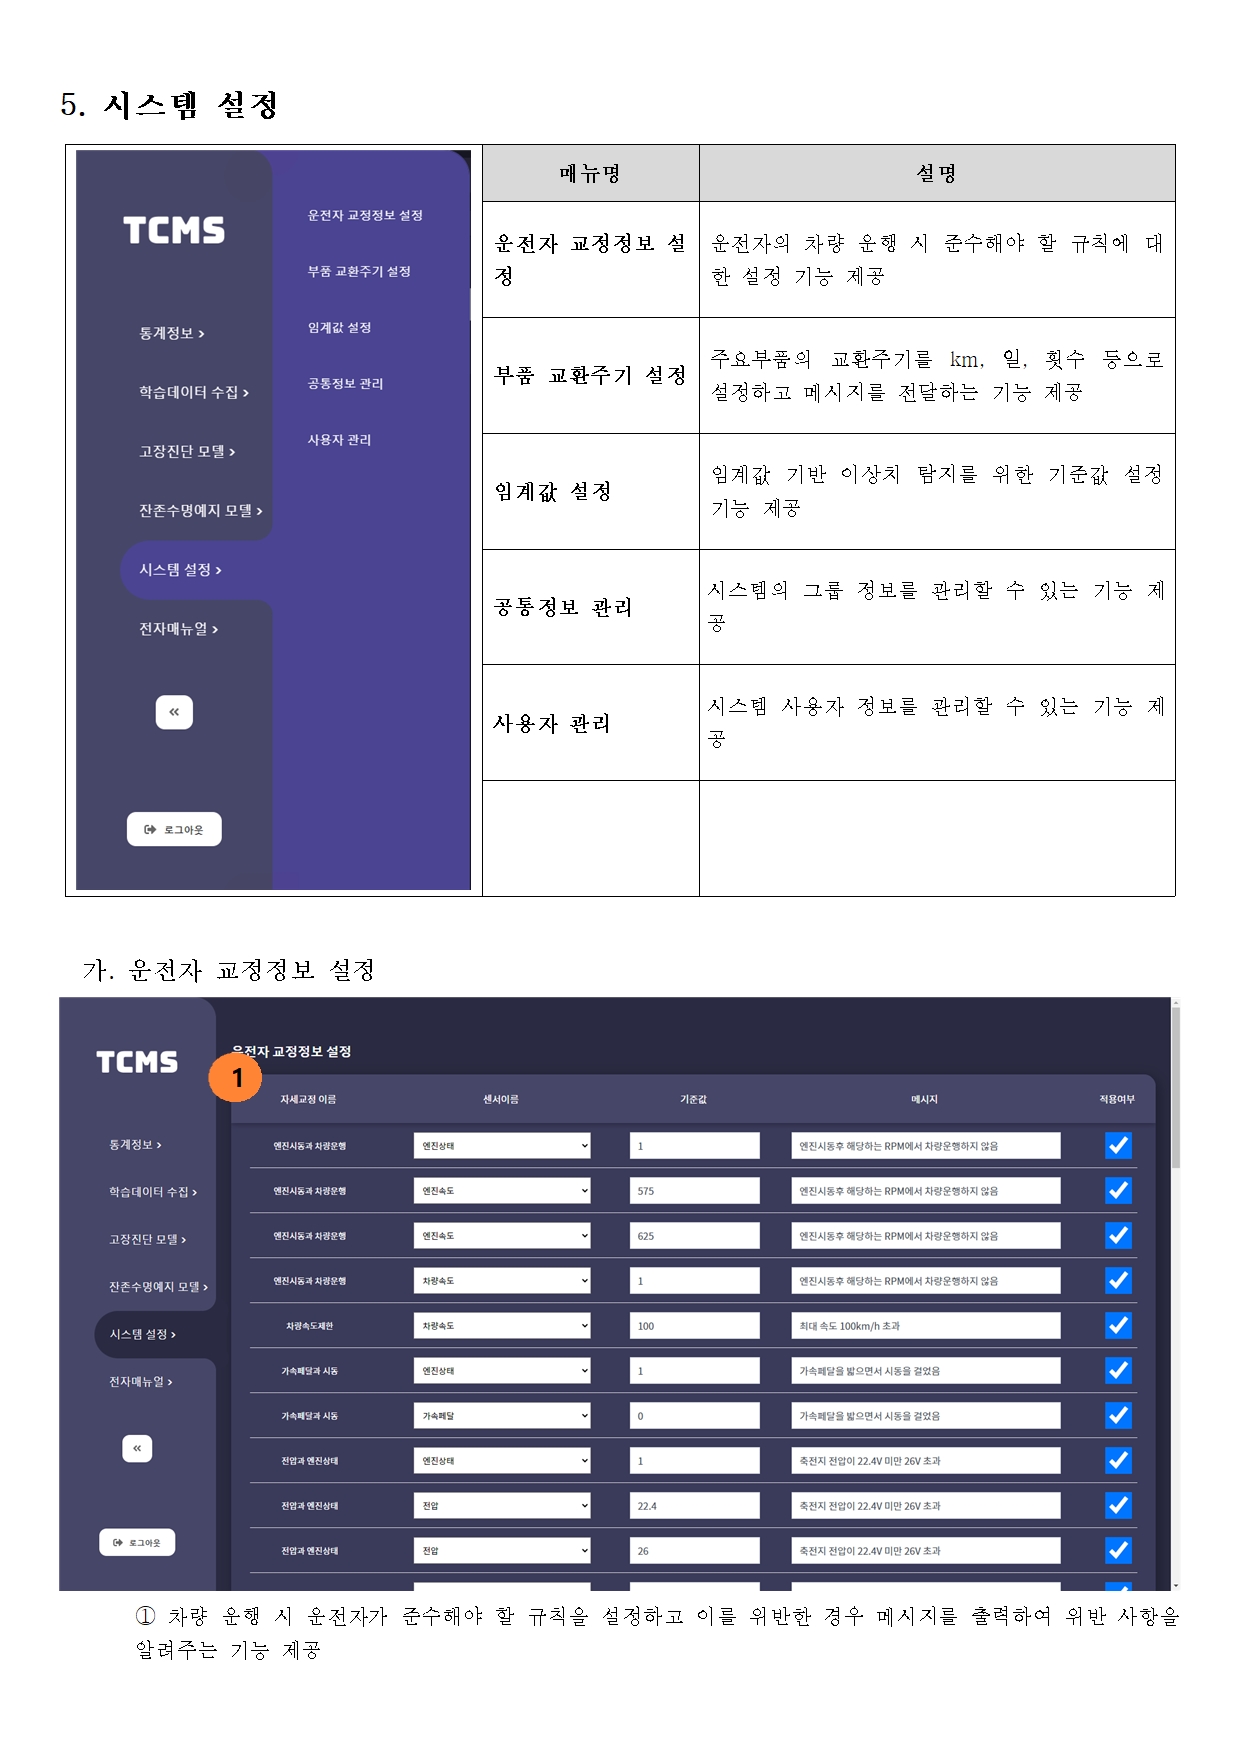 5. 시스템 설정
TCMS
통계정보 >
학습데이터 수집 >
고장진단 모델 >
잔존수명예지 모델 >
시스템 설정 >
전자매뉴얼 >
«
로그아웃
운전자 교정정보 설정
부품 교환주기 설정
임계값 설정
공통정보 관리
사용자 관리
매뉴명 설명
운전자 교정정보 설
정
운전자의 차량 운행 시 준수해야 할 규칙에 대
한 설정 기능 제공
부품 교환주기 설정
주요부품의 교환주기를 km, 일, 횟수 등으로
설정하고 메시지를 전달하는 기능 제공
임계값 설정
임계값 기반 이상치 탐지를 위한 기준값 설정
기능 제공
공통정보 관리
시스템의 그룹 정보를 관리할 수 있는 기능 제
공
사용자 관리
시스템 사용자 정보를 관리할 수 있는 기능 제
공
가. 운전자 교정정보 설정
TCMS
통계정보 >
학습데이터 수집 >
고장진단 모델 >
잔존수명예지 모델 >
시스템 설정 >
전자매뉴얼 >
«
로그아웃
운전자 교정정보 설정
1
자세교정 이름 센서이름 기준값 메시지 적용여부
엔진시동과 차량운행 엔진상태 1 엔진시동후 해당하는 RPM에서 차량운행하지 않음
엔진시동과 차량운행 엔진속도 575 엔진시동후 해당하는 RPM에서 차량운행하지 않음
엔진시동과 차량운행 엔진속도 625 엔진시동후 해당하는 RPM에서 차량운행하지 않음
엔진시동과 차량운행 차량속도 1 엔진시동후 해당하는 RPM에서 차량운행하지 않음
차량속도제한 차량속도 100 최대 속도 100km/h 초과
가속페달과 시동 엔진상태 1 가속페달을 밟으면서 시동을 걸었음
가속페달과 시동 가속페달 0 가속페달을 밟으면서 시동을 걸었음
전압과 엔진상태 엔진상태 1 축전지 전압이 22.4V 미만 26V 초과
전압과 엔진상태 전압 22.4 축전지 전압이 22.4V 미만 26V 초과
전압과 엔진상태 전압 26 축전지 전압이 22.4V 미만 26V 초과
① 차량 운행 시 운전자가 준수해야 할 규칙을 설정하고 이를 위반한 경우 메시지를 출력하여 위반 사항을
알려주는 기능 제공